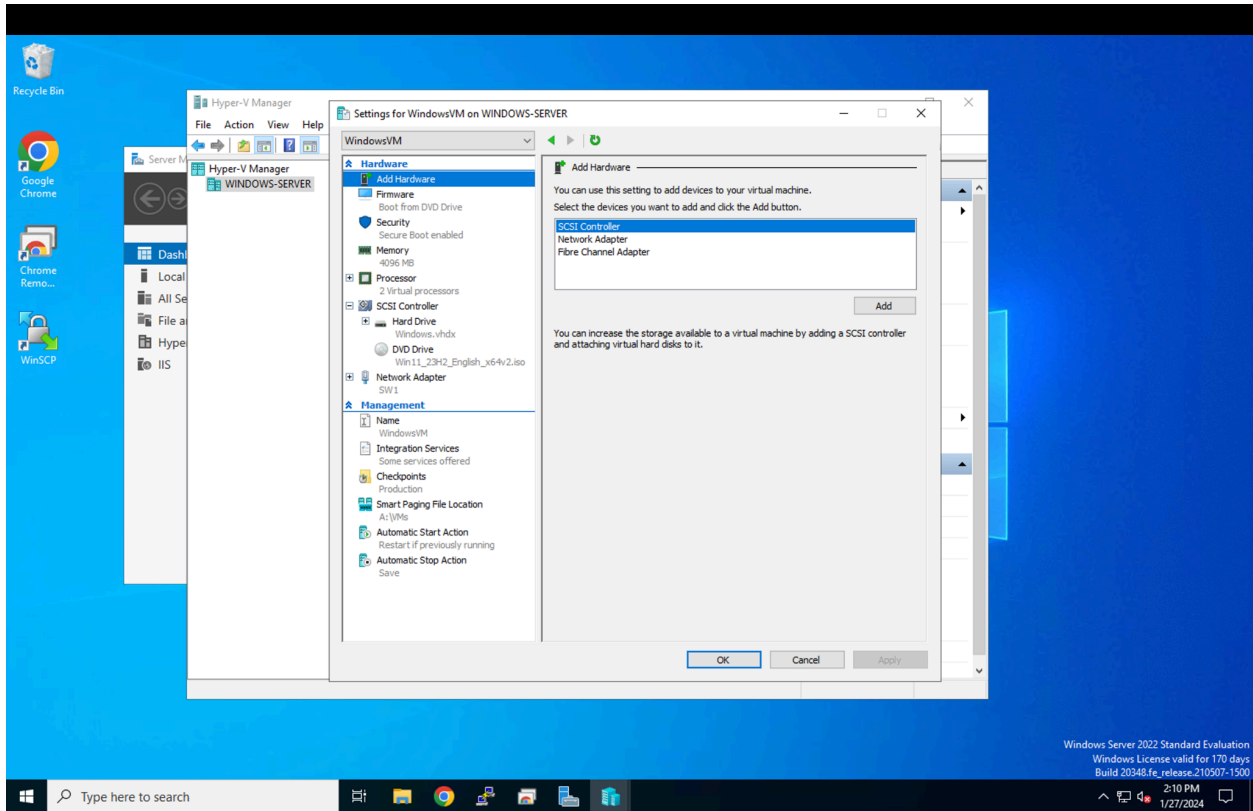 Recycle Bin
Google
Chrome
Chrome
Remo...
WinSCP
Server M
Dashl
Local
All Se
File a
Hype
IIS
Hyper-V Manager
File Action View Help
Hyper-V Manager
WINDOWS-SERVER
Settings for WindowsVM on WINDOWS-SERVER
WindowsVM
Hardware
Add Hardware
Firmware
Boot from DVD Drive
Security
Secure Boot enabled
Memory
4096 MB
Processor
2 Virtual processors
SCSI Controller
Hard Drive
Windows.vhdx
DVD Drive
Win11_23H2_English_x64v2.iso
Network Adapter
SW1
Management
Name
WindowsVM
Integration Services
Some services offered
Checkpoints
Production
Smart Paging File Location
A:\VMs
Automatic Start Action
Restart if previously running
Automatic Stop Action
Save
Add Hardware
You can use this setting to add devices to your virtual machine.
Select the devices you want to add and click the Add button.
SCSI Controller
Network Adapter
Fibre Channel Adapter
Add
You can increase the storage available to a virtual machine by adding a SCSI controller
and attaching virtual hard disks to it.
OK Cancel Apply
Windows Server 2022 Standard Evaluation
Windows License valid for 170 days
Build 20348.fe_release.210507-1500
Type here to search
2:10 PM
1/27/2024